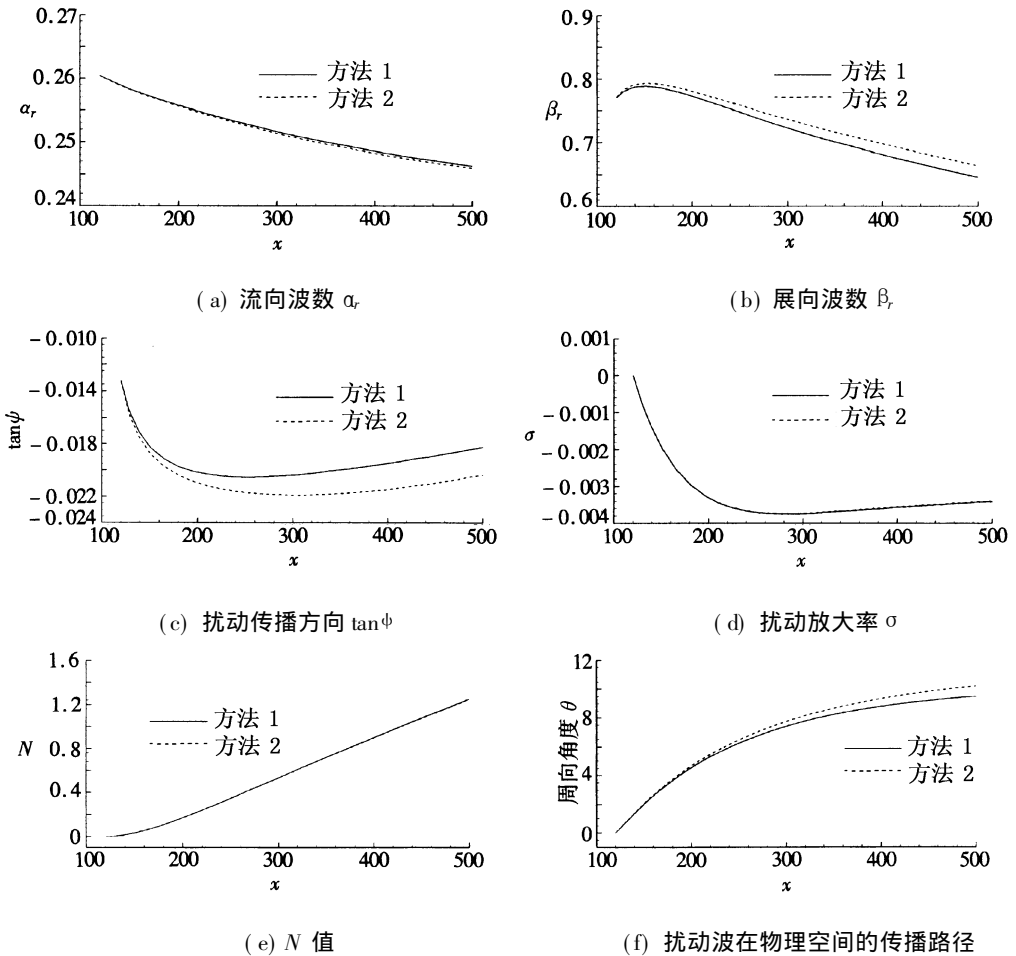 0.27
0.26
0.25
0.24
αr
100 200 300 400 500
x
方法 1
方法 2
(a) 流向波数 αr
0.9
0.8
0.7
0.6
βr
100 200 300 400 500
x
方法 1
方法 2
(b) 展向波数 βr
-0.010
-0.014
-0.018
-0.022
-0.024
tanψ
100 200 300 400 500
x
方法 1
方法 2
(c) 扰动传播方向 tanψ
0.001
0
-0.001
-0.002
-0.003
-0.004
σ
100 200 300 400 500
x
方法 1
方法 2
(d) 扰动放大率 σ
1.6
1.2
0.8
0.4
0
N
100 200 300 400 500
x
方法 1
方法 2
(e) N 值
12
8
4
0
周向角度 θ
100 200 300 400 500
x
方法 1
方法 2
(f) 扰动波在物理空间的传播路径